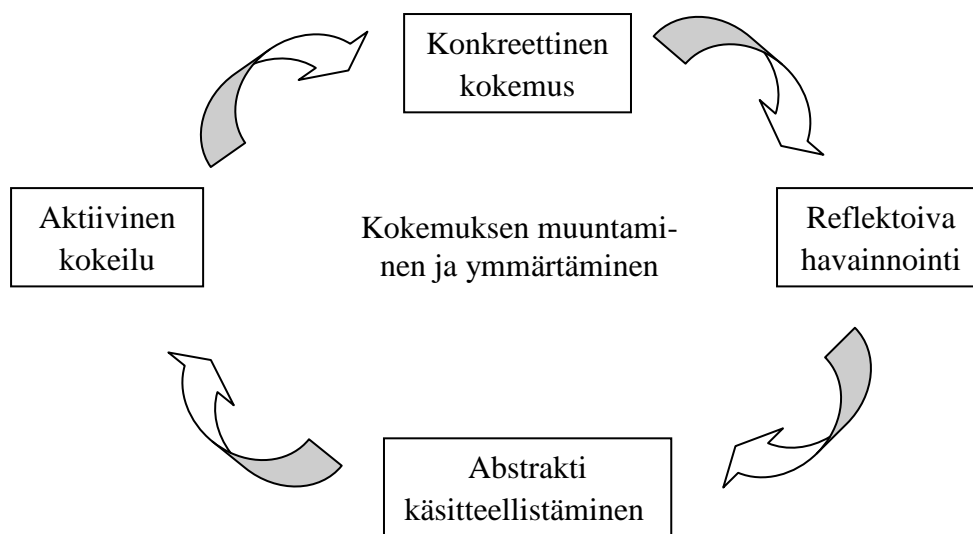 Konkreettinen
kokemus
Aktiivinen
kokeilu
Kokemuksen muuntami-
nen ja ymmärtäminen
Reflektoiva
havainnointi
Abstrakti
käsitteellistäminen